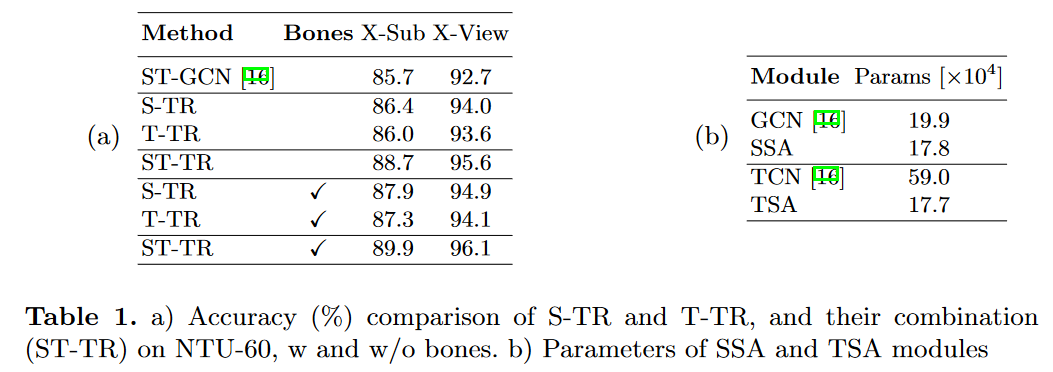 Method Bones X-Sub X-View
ST-GCN [16] 85.7 92.7
S-TR 86.4 94.0
T-TR 86.0 93.6
ST-TR 88.7 95.6
S-TR ✓ 87.9 94.9
T-TR ✓ 87.3 94.1
ST-TR ✓ 89.9 96.1
(a)
Module Params [×10⁴]
GCN [16] 19.9
SSA 17.8
TCN [16] 59.0
TSA 17.7
(b)
Table 1. a) Accuracy (%) comparison of S-TR and T-TR, and their combination
(ST-TR) on NTU-60, w and w/o bones. b) Parameters of SSA and TSA modules